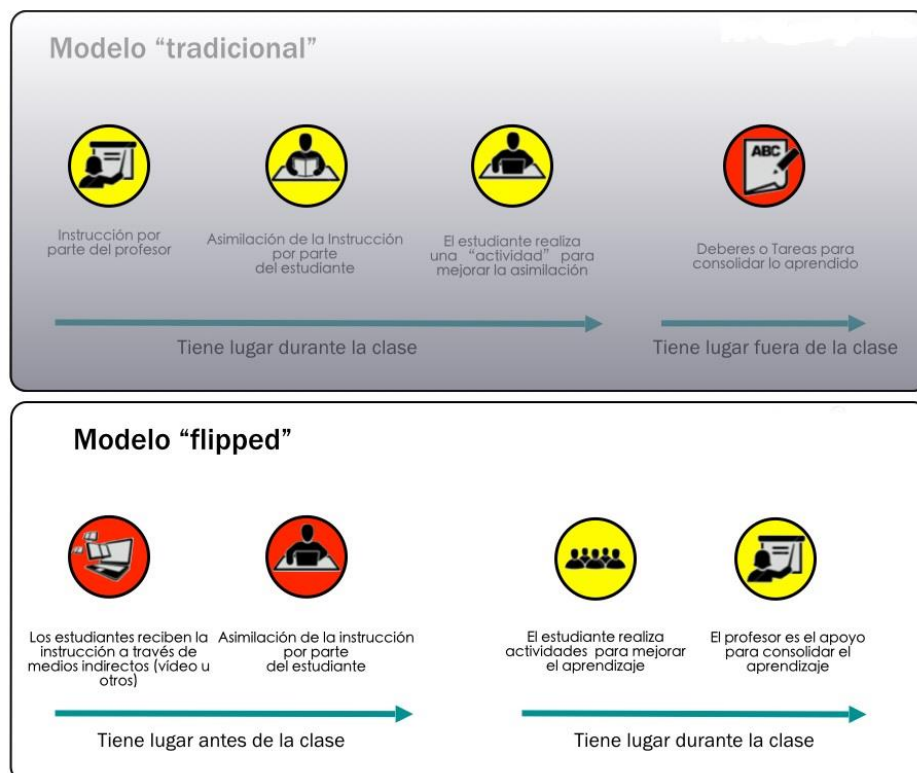 Modelo “tradicional”
Instrucción por
parte del profesor
Asimilación de la Instrucción
por parte
del estudiante
El estudiante realiza
una “actividad” para
mejorar la asimilación
ABC
Deberes o Tareas para
consolidar lo aprendido
Tiene lugar durante la clase
Tiene lugar fuera de la clase
Modelo “flipped”
Los estudiantes reciben la
instrucción a través de
medios indirectos (vídeo u
otros)
Asimilación de la instrucción
por parte
del estudiante
El estudiante realiza
actividades para mejorar
el aprendizaje
El profesor es el apoyo
para consolidar el
aprendizaje
Tiene lugar antes de la clase
Tiene lugar durante la clase